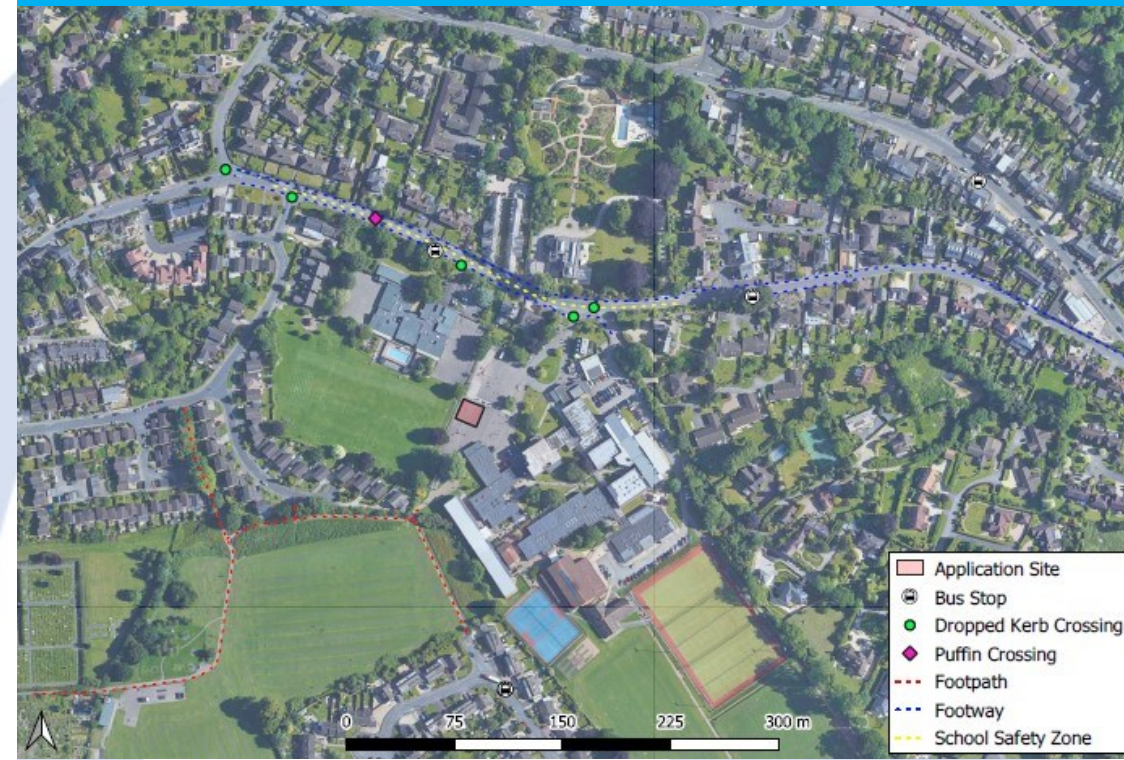 Application Site
Bus Stop
Dropped Kerb Crossing
Puffin Crossing
Footpath
Footway
School Safety Zone
0 75 150 225 300 m